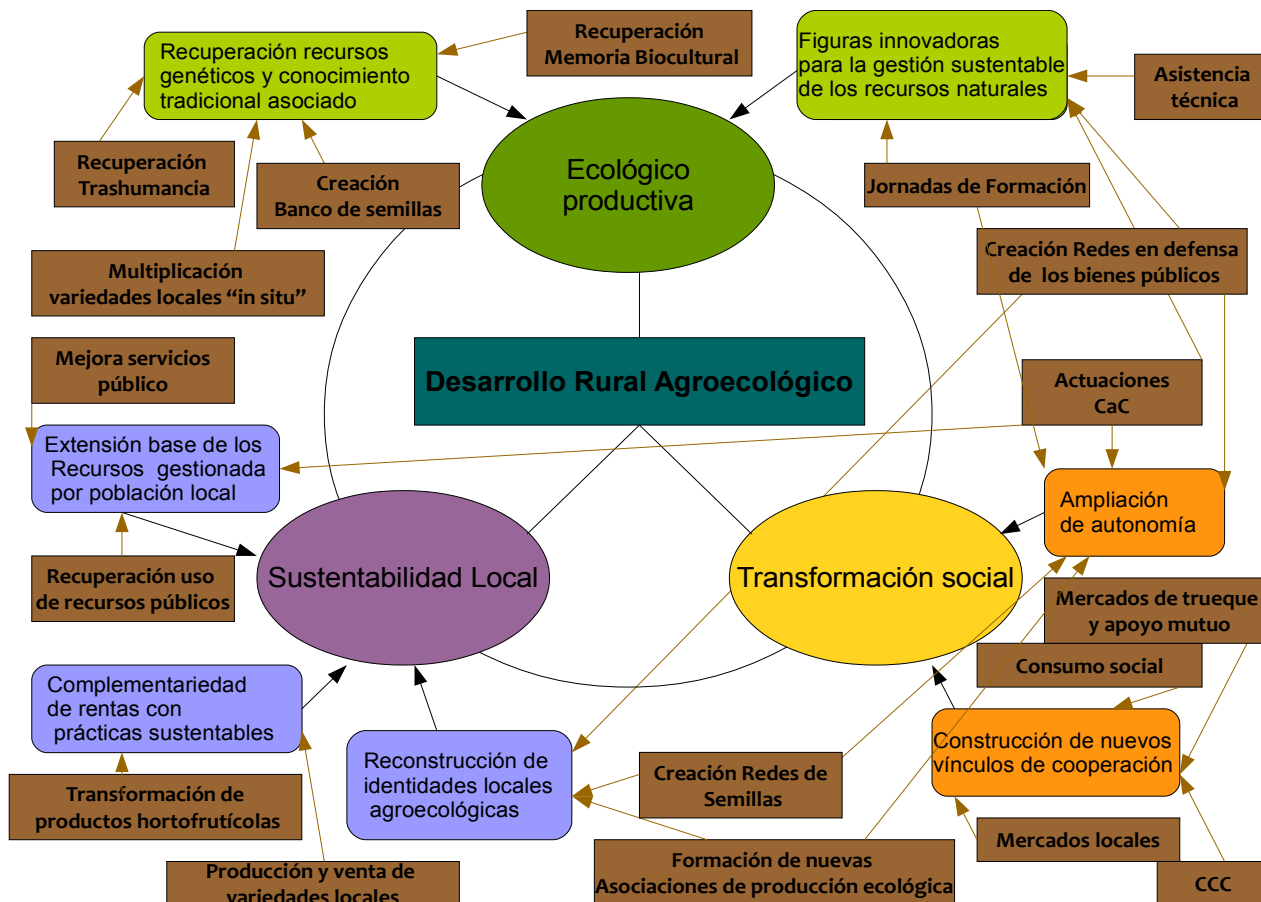 Recuperación recursos
genéticos y conocimiento
tradicional asociado
Recuperación
Memoria Biocultural
Figuras innovadoras
para la gestión sustentable
de los recursos naturales
Asistencia
técnica
Recuperación
Trashumancia
Creación
Banco de semillas
Ecológico
productiva
Jornadas de Formación
Multiplicación
variedades locales “in situ”
Creación Redes en defensa
de los bienes públicos
Mejora servicios
público
Desarrollo Rural Agroecológico
Actuaciones
CaC
Extensión base de los
Recursos gestionada
por población local
Ampliación
de autonomía
Recuperación uso
de recursos públicos
Sustentabilidad Local
Transformación social
Mercados de trueque
y apoyo mutuo
Consumo social
Complementariedad
de rentas con
prácticas sustentables
Reconstrucción de
identidades locales
agroecológicas
Creación Redes de
Semillas
Construcción de nuevos
vínculos de cooperación
Transformación de
productos hortofrutícolas
Mercados locales
Producción y venta de
variedades locales
Formación de nuevas
Asociaciones de producción ecológica
CCC